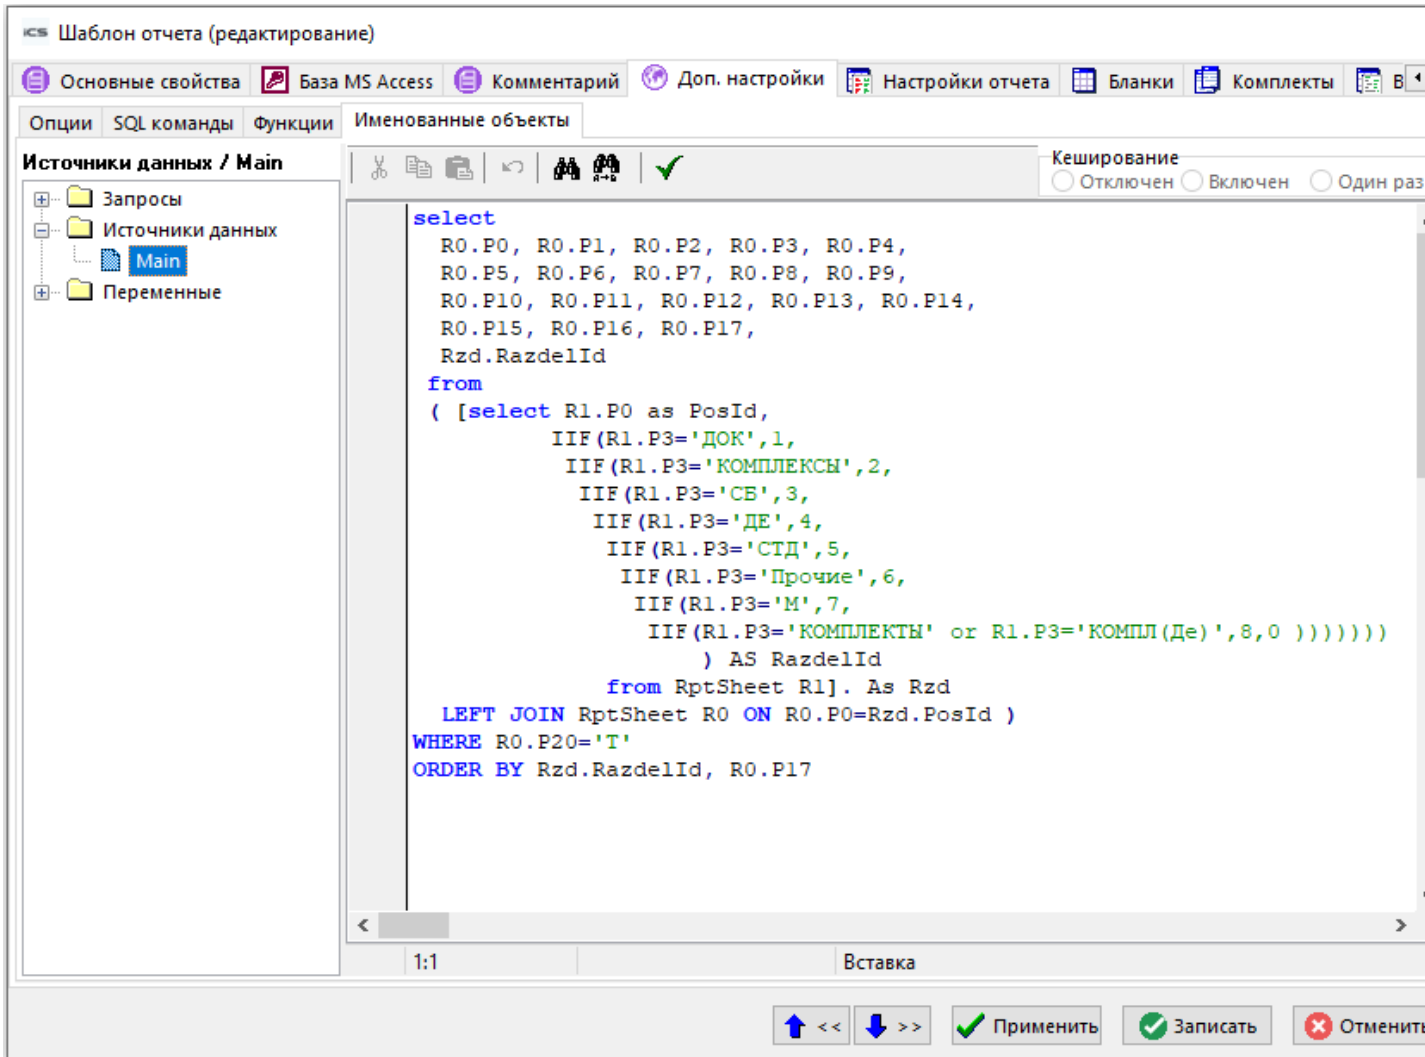 iCS Шаблон отчета (редактирование)
Основные свойства База MS Access Комментарий Доп. настройки Настройки отчета Бланки Комплекты В
Опции SQL команды Функции Именованные объекты
Источники данных / Main
Запросы
Источники данных
Main
Переменные
Кеширование
Отключен Включен Один раз
select
R0.P0, R0.P1, R0.P2, R0.P3, R0.P4,
R0.P5, R0.P6, R0.P7, R0.P8, R0.P9,
R0.P10, R0.P11, R0.P12, R0.P13, R0.P14,
R0.P15, R0.P16, R0.P17,
Rzd.RazdelId
from
( [select R1.P0 as PosId,
IIF(R1.P3='ДОК',1,
IIF(R1.P3='КОМПЛЕКСЫ',2,
IIF(R1.P3='СБ',3,
IIF(R1.P3='ДЕ',4,
IIF(R1.P3='СТД',5,
IIF(R1.P3='Прочие',6,
IIF(R1.P3='М',7,
IIF(R1.P3='КОМПЛЕКТЫ' or R1.P3='КОМПЛ(Де)',8,0 )))))))
) AS RazdelId
from RptSheet R1]. As Rzd
LEFT JOIN RptSheet R0 ON R0.P0=Rzd.PosId )
WHERE R0.P20='T'
ORDER BY Rzd.RazdelId, R0.P17
1:1 Вставка
<< >> Применить Записать Отменить